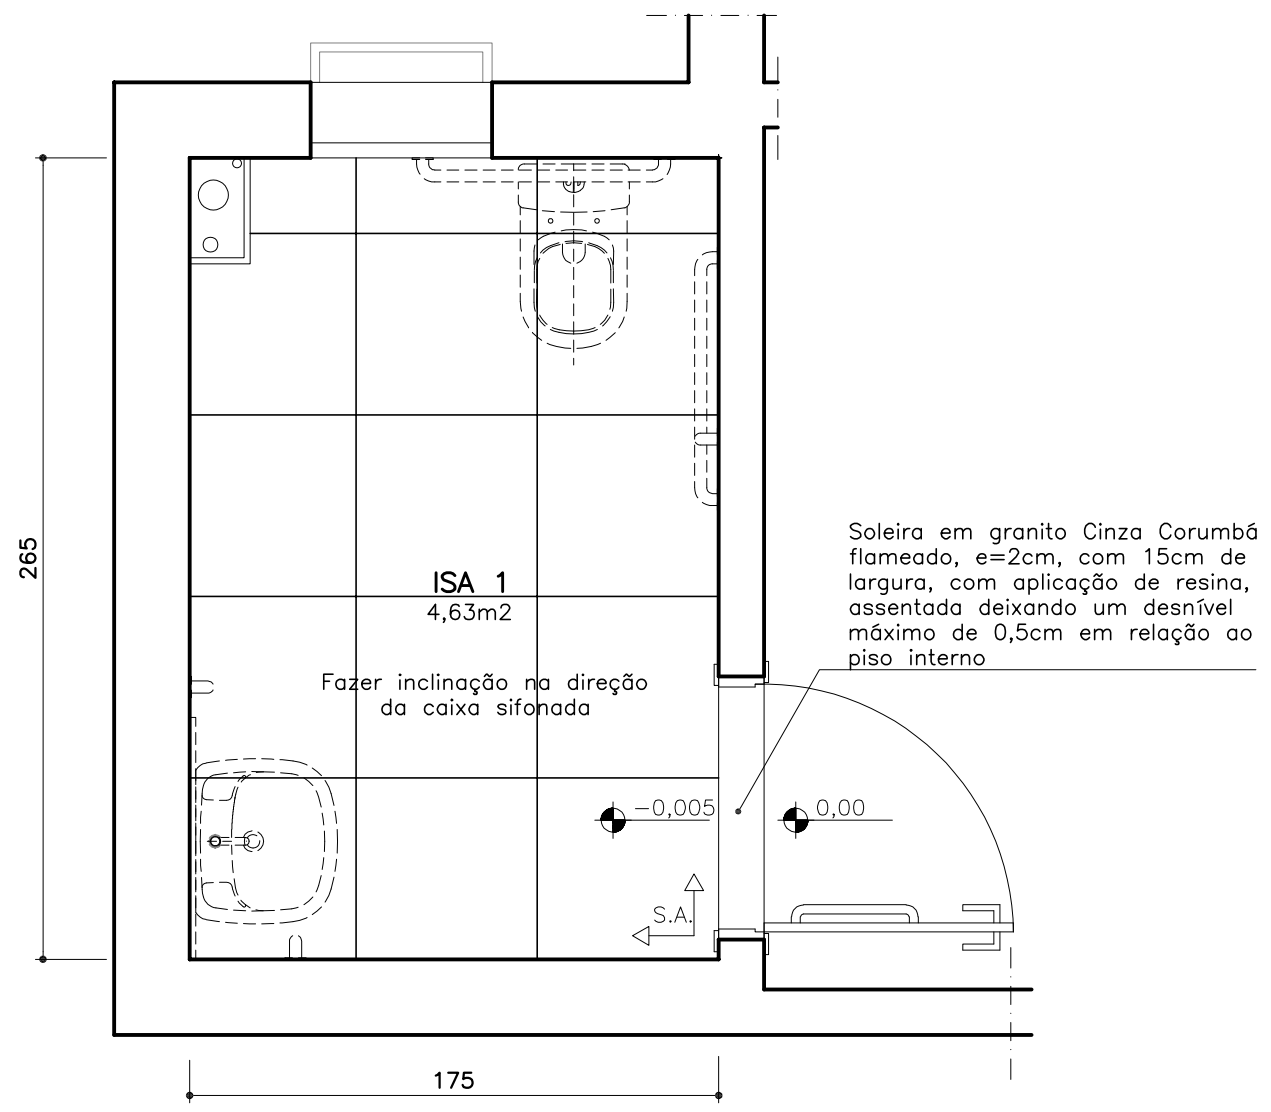 Soleira em granito Cinza Corumbá
flameado, e=2cm, com 15cm de
largura, com aplicação de resina,
assentada deixando um desnível
máximo de 0,5cm em relação ao
piso interno
265
ISA 1
4,63m2
Fazer inclinação na direção
da caixa sifonada
-0,005
0,00
S.A.
175